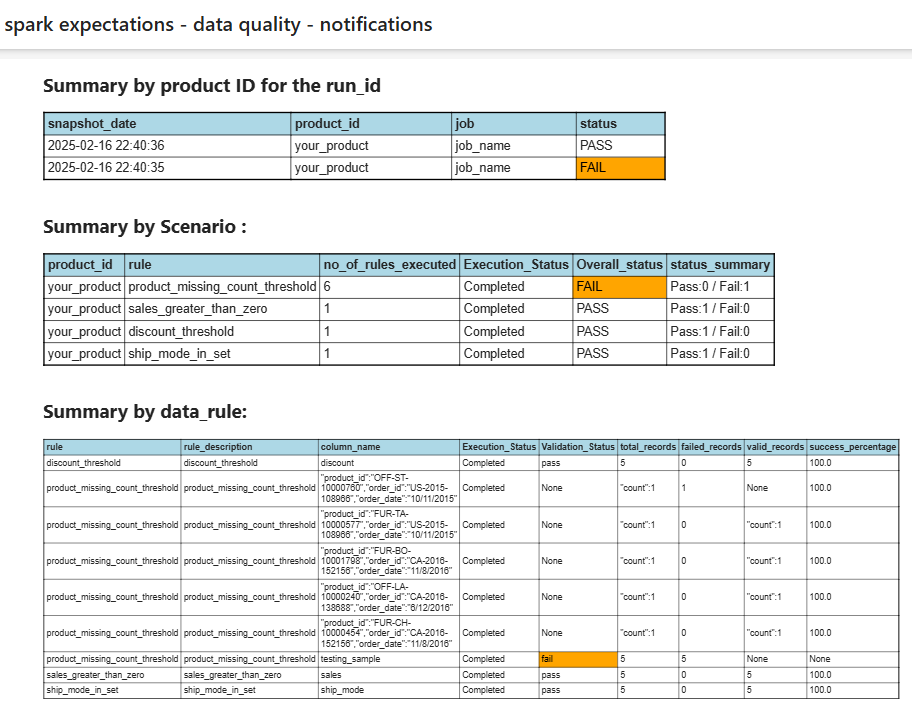 spark expectations - data quality - notifications
Summary by product ID for the run_id
snapshot_date product_id job status
2025-02-16 22:40:36 your_product job_name PASS
2025-02-16 22:40:35 your_product job_name FAIL
Summary by Scenario :
product_id rule no_of_rules_executed Execution_Status Overall_status status_summary
your_product product_missing_count_threshold 6 Completed FAIL Pass:0 / Fail:1
your_product sales_greater_than_zero 1 Completed PASS Pass:1 / Fail:0
your_product discount_threshold 1 Completed PASS Pass:1 / Fail:0
your_product ship_mode_in_set 1 Completed PASS Pass:1 / Fail:0
Summary by data_rule:
rule rule_description column_name Execution_Status Validation_Status total_records failed_records valid_records success_percentage
discount_threshold discount_threshold discount Completed pass 5 0 5 100.0
"product_id":"OFF-ST-
product_missing_count_threshold product_missing_count_threshold 10000760","order_id":"US-2015- Completed None "count":1 1 None 100.0
108966","order_date":"10/11/2015"
"product_id":"FUR-TA-
product_missing_count_threshold product_missing_count_threshold 10000577","order_id":"US-2015- Completed None "count":1 0 "count":1 100.0
108966","order_date":"10/11/2015"
"product_id":"FUR-BO-
product_missing_count_threshold product_missing_count_threshold 10001798","order_id":"CA-2016- Completed None "count":1 0 "count":1 100.0
152156","order_date":"11/8/2016"
"product_id":"OFF-LA-
product_missing_count_threshold product_missing_count_threshold 10000240","order_id":"CA-2016- Completed None "count":1 0 "count":1 100.0
138688","order_date":"6/12/2016"
"product_id":"FUR-CH-
product_missing_count_threshold product_missing_count_threshold 10000454","order_id":"CA-2016- Completed None "count":1 0 "count":1 100.0
152156","order_date":"11/8/2016"
product_missing_count_threshold product_missing_count_threshold testing_sample Completed fail 5 5 None None
sales_greater_than_zero sales_greater_than_zero sales Completed pass 5 0 5 100.0
ship_mode_in_set ship_mode_in_set ship_mode Completed pass 5 0 5 100.0